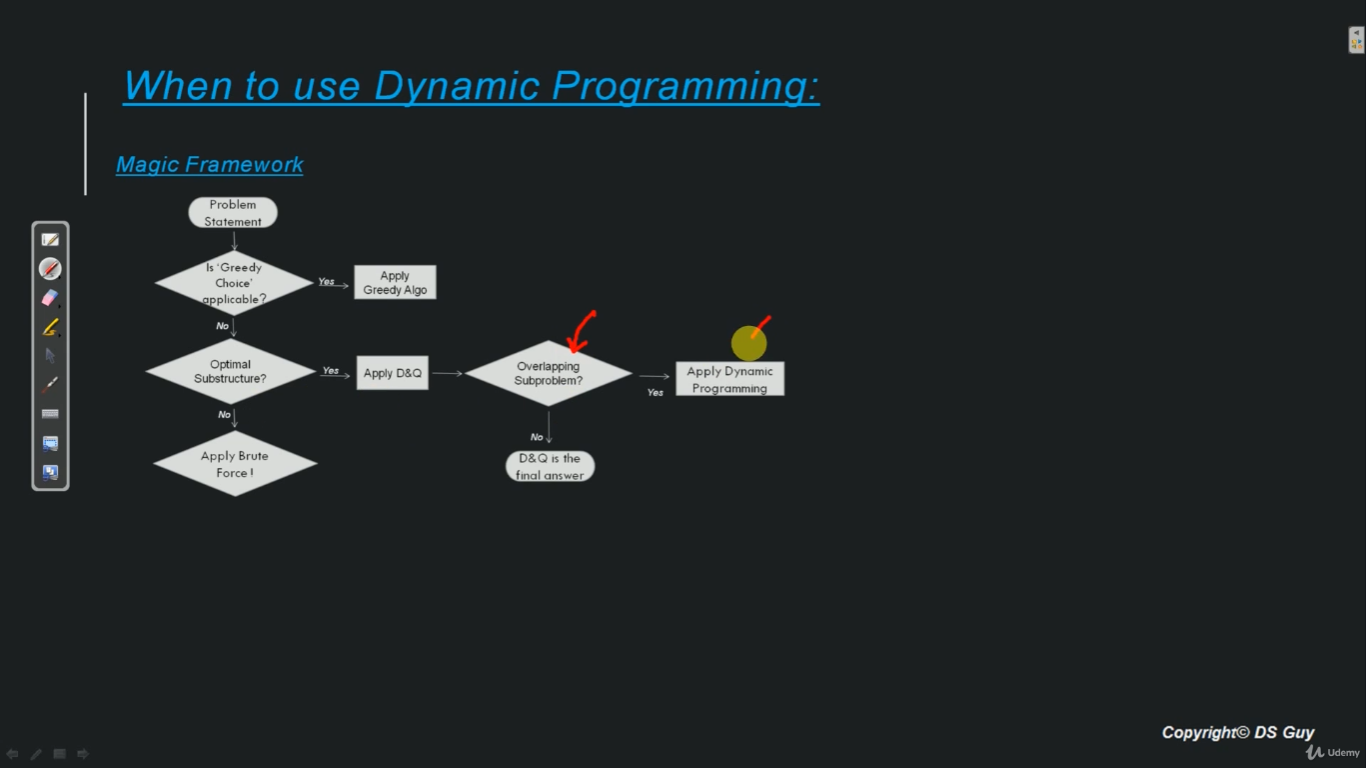 When to use Dynamic Programming:
Magic Framework
Problem
Statement
Is 'Greedy
Choice'
applicable?
Yes
Apply
Greedy Algo
No
Optimal
Substructure?
Yes
Apply D&Q
Overlapping
Subproblem?
Yes
Apply Dynamic
Programming
No
Apply Brute
Force !
No
D&Q is the
final answer
Copyright© DS Guy
Udemy